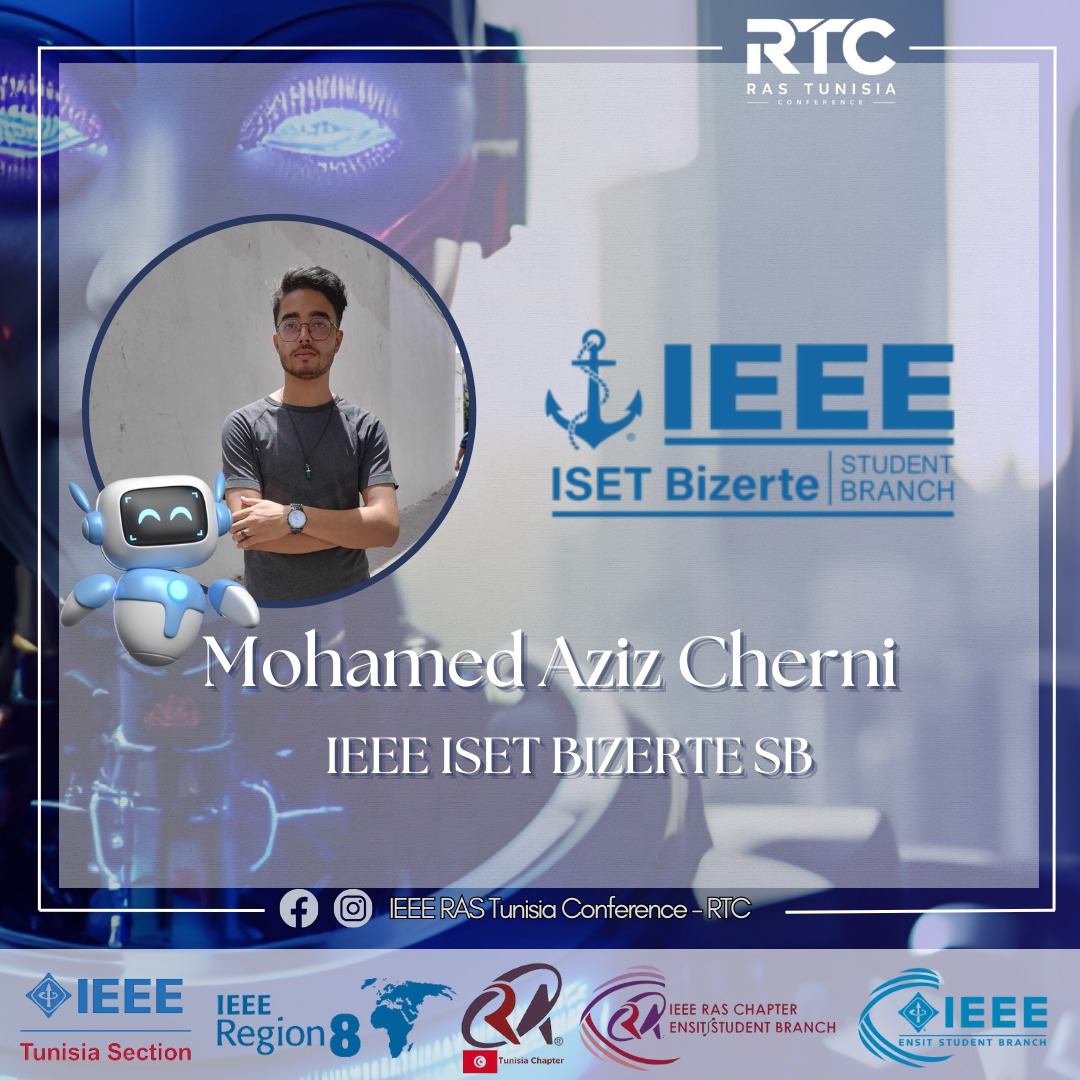 RTC
RAS TUNISIA
CONFERENCE
IEEE
ISET Bizerte
STUDENT
BRANCH
®
Mohamed Aziz Cherni
IEEE ISET BIZERTE SB
IEEE RAS Tunisia Conference - RTC
IEEE
Tunisia Section
IEEE
Region 8
RA
®
Tunisia Chapter
RA
IEEE RAS CHAPTER
ENSIT STUDENT BRANCH
IEEE
ENSIT STUDENT BRANCH